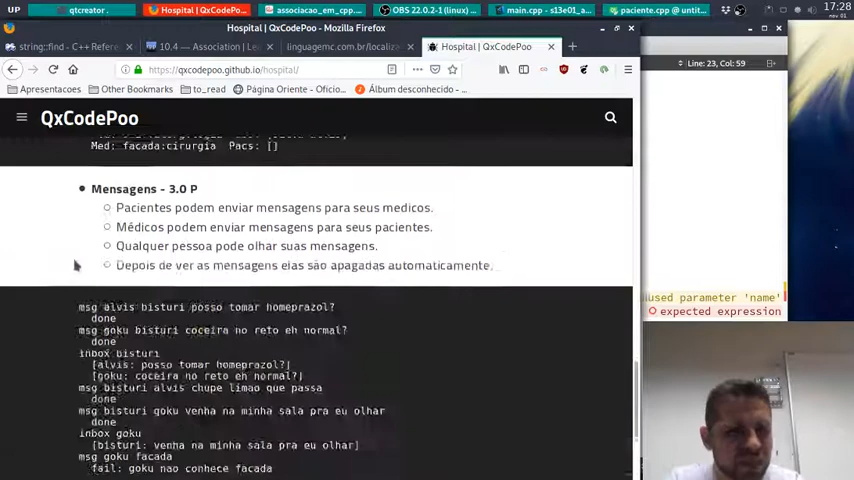 UP
qtcreator .
Hospital | QxCodePo...
associacao_em_cpp....
OBS 22.0.2-1 (linux) ...
main.cpp - s13e01_a...
paciente.cpp @ untit...
17:28
nov 01
Hospital | QxCodePoo - Mozilla Firefox
string::find - C++ Refere
10.4 — Association | Le
linguagemc.com.br/localiza
Hospital | QxCodePoo
Line: 23, Col: 59
https://qxcodepoo.github.io/hospital/
Apresentacoes
Other Bookmarks
to_read
Página Oriente - Ofício...
Álbum desconhecido -...
QxCodePoo
Med: facada:cirurgia Pacs: []
Mensagens - 3.0 P
Pacientes podem enviar mensagens para seus medicos.
Médicos podem enviar mensagens para seus pacientes.
Qualquer pessoa pode olhar suas mensagens.
Depois de ver as mensagens elas são apagadas automaticamente.
used parameter 'name'
expected expression
msg alvis bisturi posso tomar homeprazol?
done
msg goku bisturi coceira no reto eh normal?
done
inbox bisturi
[alvis: posso tomar homeprazol?]
[goku: coceira no reto eh normal?]
msg bisturi alvis chupe limao que passa
done
msg bisturi goku venha na minha sala pra eu olhar
done
inbox goku
[bisturi: venha na minha sala pra eu olhar]
msg goku facada
fail: goku nao conhece facada